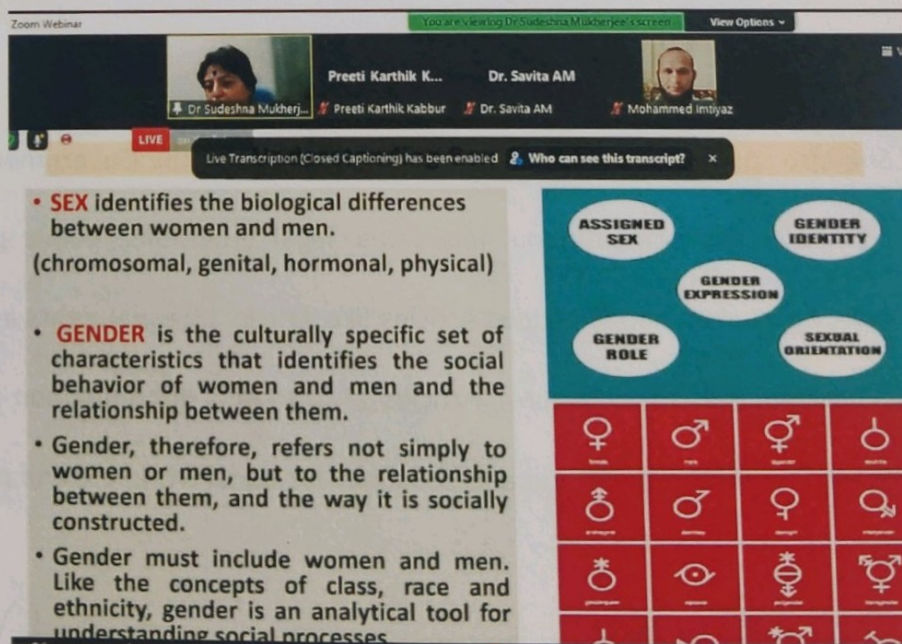 Zoom Webinar
You are viewing Dr Sudeshna Mukherjee's screen
View Options
Preeti Karthik K...
Dr. Savita AM
Dr Sudeshna Mukherj...
Preeti Karthik Kabbur
Dr. Savita AM
Mohammed Imtiyaz
LIVE
Live Transcription (Closed Captioning) has been enabled
Who can see this transcript?
• SEX identifies the biological differences
between women and men.
(chromosomal, genital, hormonal, physical)
• GENDER is the culturally specific set of
characteristics that identifies the social
behavior of women and men and the
relationship between them.
• Gender, therefore, refers not simply to
women or men, but to the relationship
between them, and the way it is socially
constructed.
• Gender must include women and men.
Like the concepts of class, race and
ethnicity, gender is an analytical tool for
understanding social processes
ASSIGNED
SEX
GENDER
IDENTITY
GENDER
EXPRESSION
GENDER
ROLE
SEXUAL
ORIENTATION